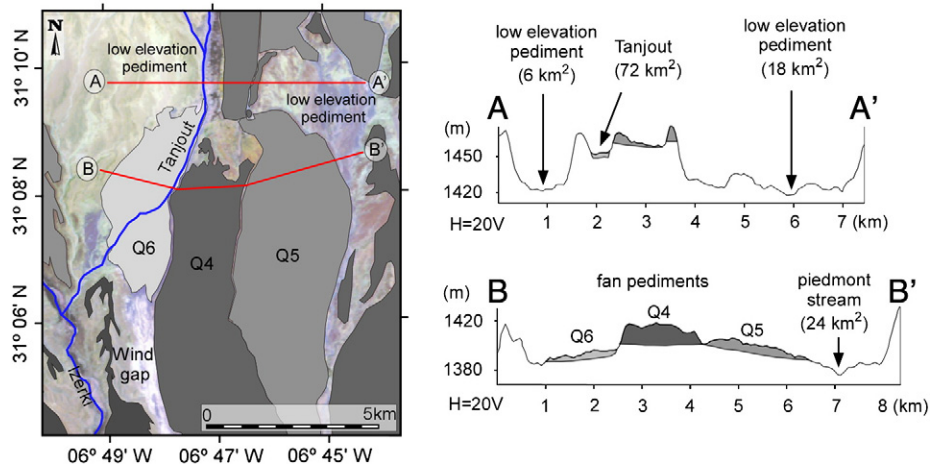 N
31° 10' N
31° 08' N
31° 06' N
low elevation
pediment
A
A'
low elevation
pediment
Tanjout
B
B'
Q6
Q4
Q5
Wind
gap
Izerki
0
5km
06° 49' W
06° 47' W
06° 45' W
low elevation
pediment
(6 km²)
Tanjout
(72 km²)
low elevation
pediment
(18 km²)
A
A'
(m)
1450
1420
H=20V
1 2 3 4 5 6 7 (km)
B
fan pediments
piedmont
stream
(24 km²)
B'
(m)
1420
1380
Q6
Q4
Q5
H=20V
1 2 3 4 5 6 7 8 (km)